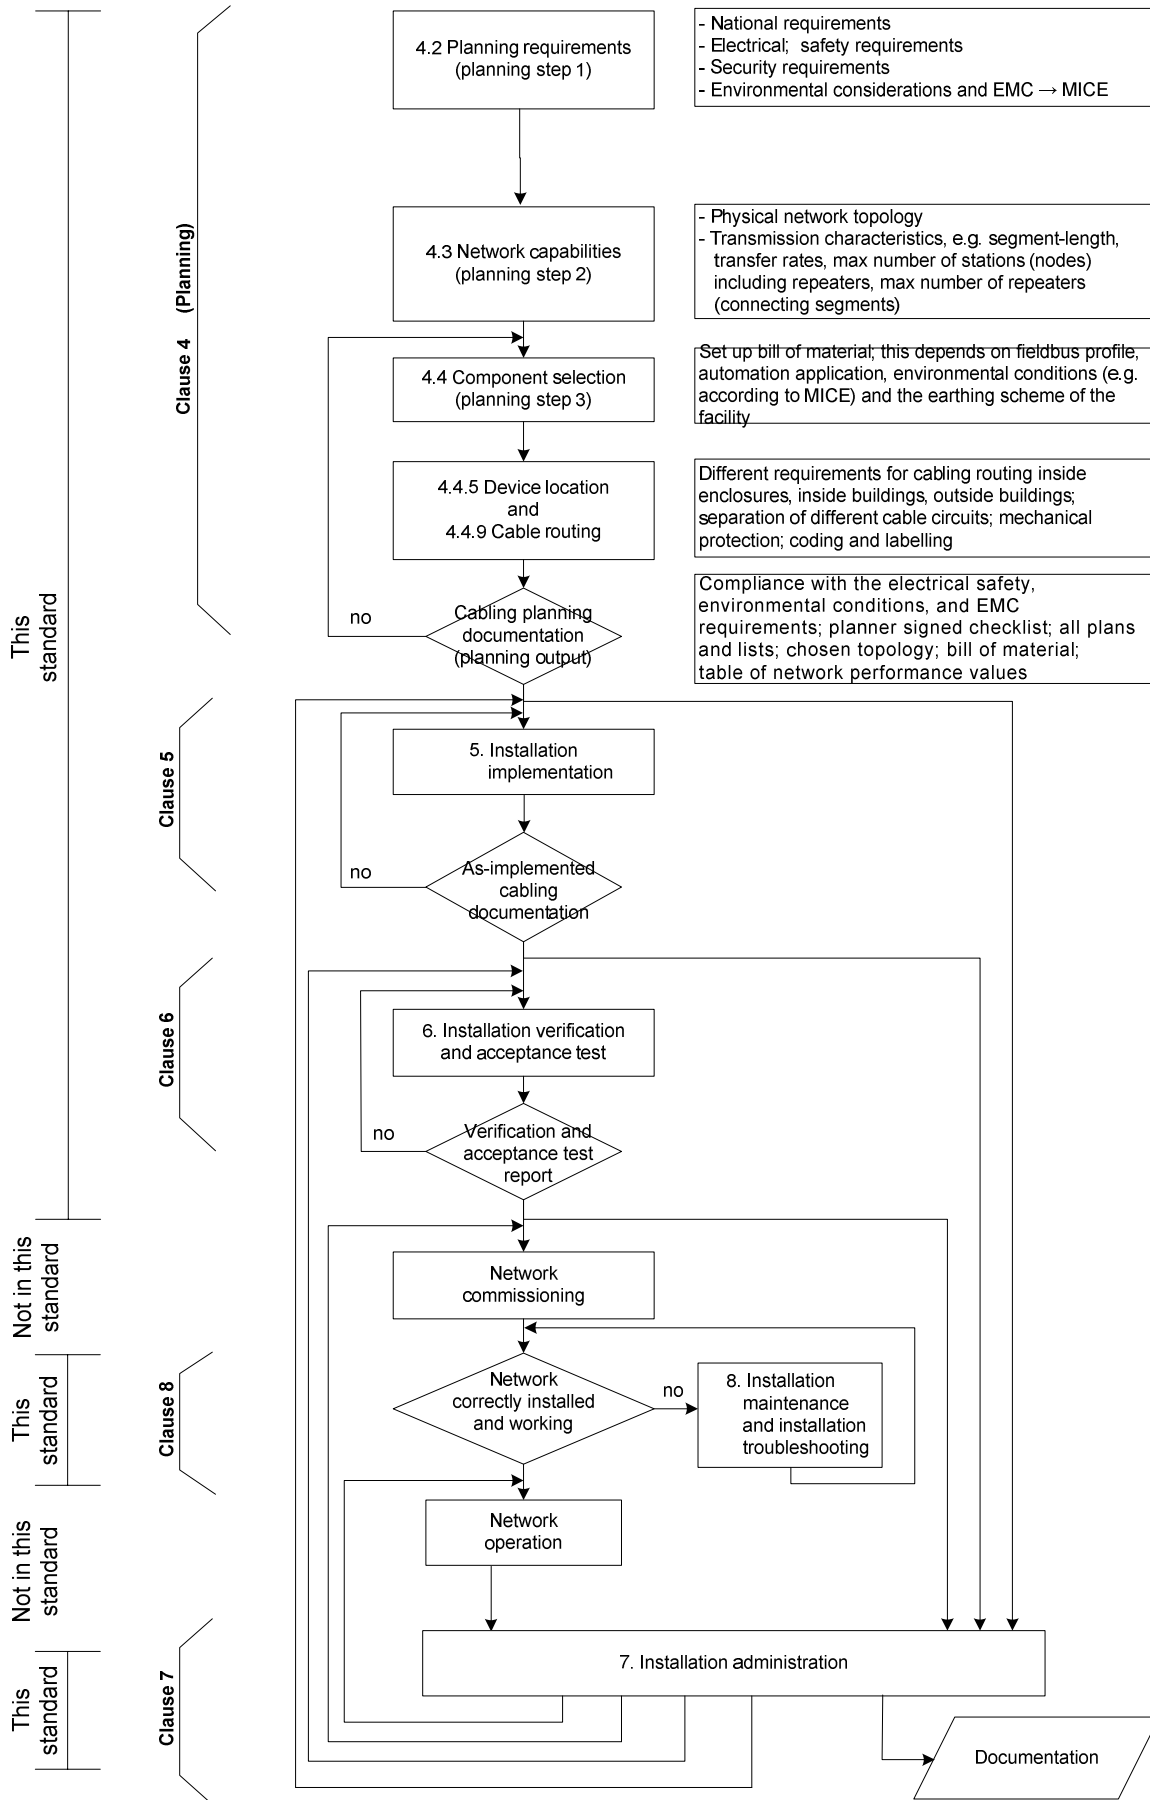 4.2 Planning requirements
(planning step 1)
- National requirements
- Electrical; safety requirements
- Security requirements
- Environmental considerations and EMC → MICE
4.3 Network capabilities
(planning step 2)
- Physical network topology
- Transmission characteristics, e.g. segment-length,
transfer rates, max number of stations (nodes)
including repeaters, max number of repeaters
(connecting segments)
4.4 Component selection
(planning step 3)
Set up bill of material; this depends on fieldbus profile,
automation application, environmental conditions (e.g.
according to MICE) and the earthing scheme of the
facility
4.4.5 Device location
and
4.4.9 Cable routing
Different requirements for cabling routing inside
enclosures, inside buildings, outside buildings;
separation of different cable circuits; mechanical
protection; coding and labelling
Cabling planning
documentation
(planning output)
no
Compliance with the electrical safety,
environmental conditions, and EMC
requirements; planner signed checklist; all plans
and lists; chosen topology; bill of material;
table of network performance values
Clause 4 (Planning)
This
standard
5. Installation
implementation
As-implemented
cabling
documentation
no
Clause 5
6. Installation verification
and acceptance test
Verification and
acceptance test
report
no
Clause 6
Network
commissioning
Not in this
standard
Network
correctly installed
and working
no
8. Installation
maintenance
and installation
troubleshooting
This
standard
Clause 8
Network
operation
Not in this
standard
7. Installation administration
Documentation
This
standard
Clause 7